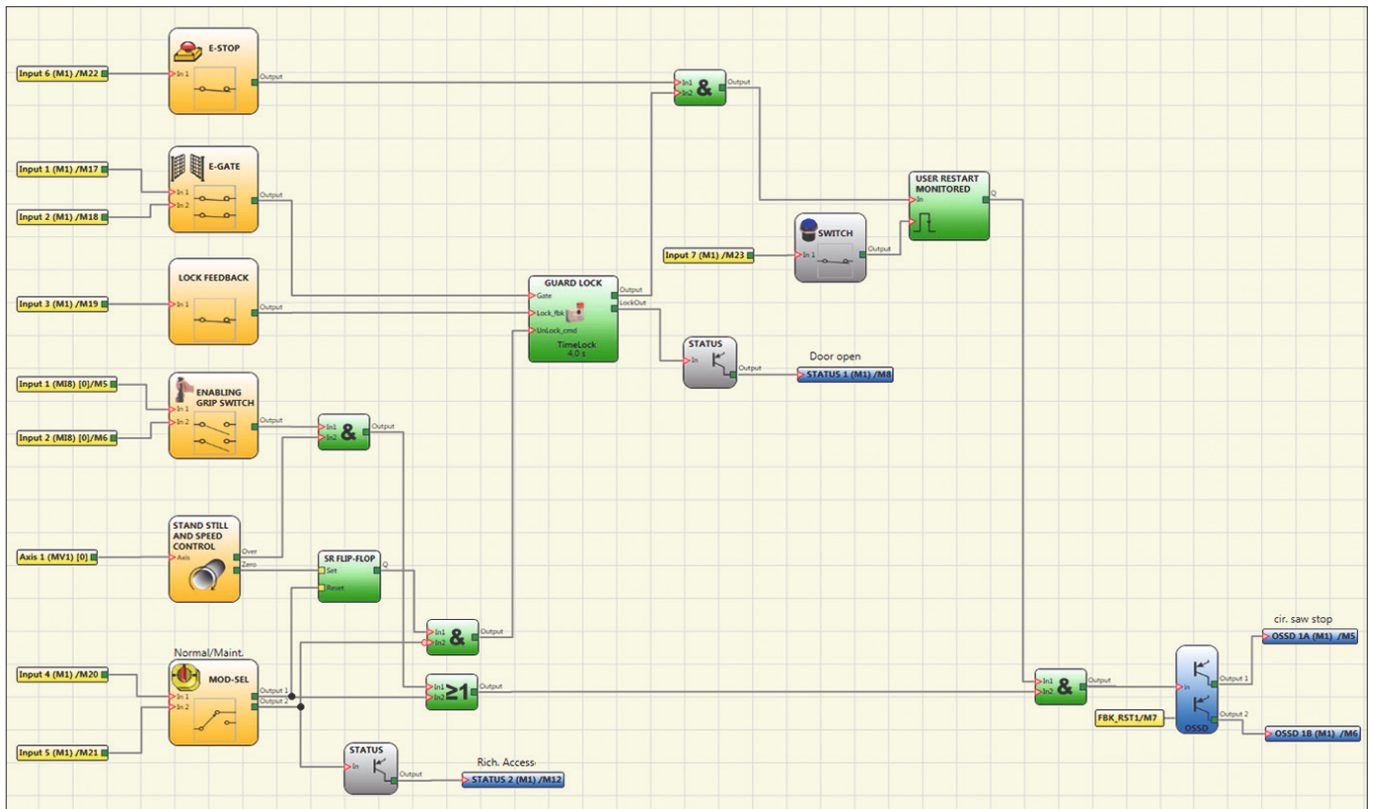 E-STOP
Input 6 (M1) /M22
In 1
Output
&
In1
In2
Output
E-GATE
Input 1 (M1) /M17
Input 2 (M1) /M18
In 1
In 2
Output
USER RESTART
MONITORED
In
Q
SWITCH
Input 7 (M1) /M23
In 1
Output
LOCK FEEDBACK
Input 3 (M1) /M19
In 1
Output
GUARD LOCK
Gate
Lock_fbk
UnLock_cmd
TimeLock
4.0 s
Output
LockOut
STATUS
In
Output
Door open
STATUS 1 (M1) /M8
Input 1 (MI8) [0]/M5
Input 2 (MI8) [0]/M6
ENABLING
GRIP SWITCH
In 1
In 2
Output
In1
In2
&
Output
STAND STILL
AND SPEED
CONTROL
Axis 1 (MV1) [0]
Axis
Over
Zero
SR FLIP-FLOP
Set
Reset
Q
In1
In2
&
Output
Normal/Maint.
MOD-SEL
Input 4 (M1) /M20
Input 5 (M1) /M21
In 1
In 2
Output 1
Output 2
In1
In2
≥1
Output
STATUS
In
Output
Rich. Access
STATUS 2 (M1) /M12
In1
In2
&
Output
FBK_RST1/M7
In
OSSD
Output 1
Output 2
cir. saw stop
OSSD 1A (M1) /M5
OSSD 1B (M1) /M6